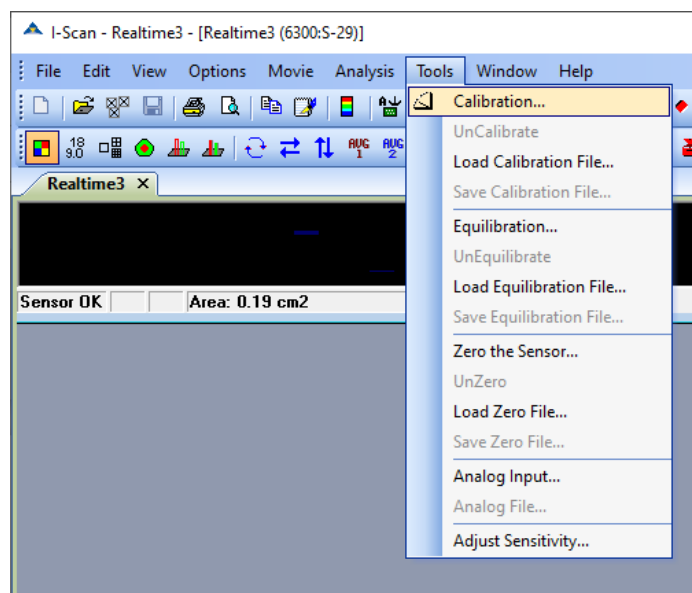 I-Scan - Realtime3 - [Realtime3 (6300:S-29)]
File Edit View Options Movie Analysis Tools Window Help
Calibration...
UnCalibrate
Load Calibration File...
Save Calibration File...
Equilibration...
UnEquilibrate
Load Equilibration File...
Save Equilibration File...
Zero the Sensor...
UnZero
Load Zero File...
Save Zero File...
Analog Input...
Analog File...
Adjust Sensitivity...
18
9.0
AVG
1
AVG
2
Realtime3
Sensor OK
Area: 0.19 cm2